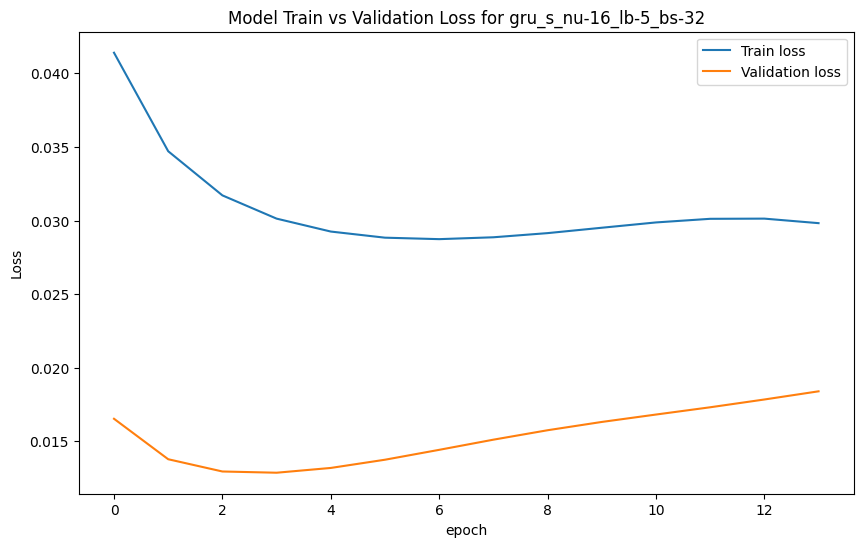 Model Train vs Validation Loss for gru_s_nu-16_lb-5_bs-32
Train loss
Validation loss
0.040
0.035
0.030
0.025
0.020
0.015
Loss
0 2 4 6 8 10 12
epoch